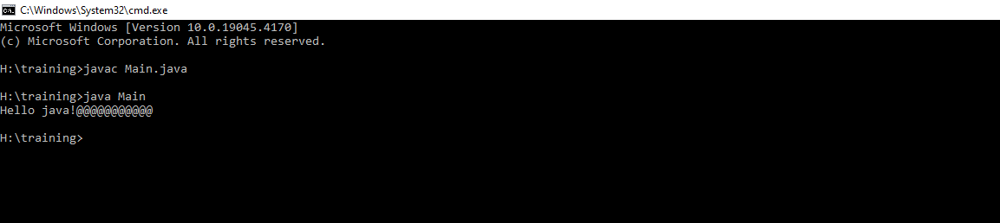 C:\Windows\System32\cmd.exe
Microsoft Windows [Version 10.0.19045.4170]
(c) Microsoft Corporation. All rights reserved.
H:\training>javac Main.java
H:\training>java Main
Hello java!@@@@@@@@@@@
H:\training>